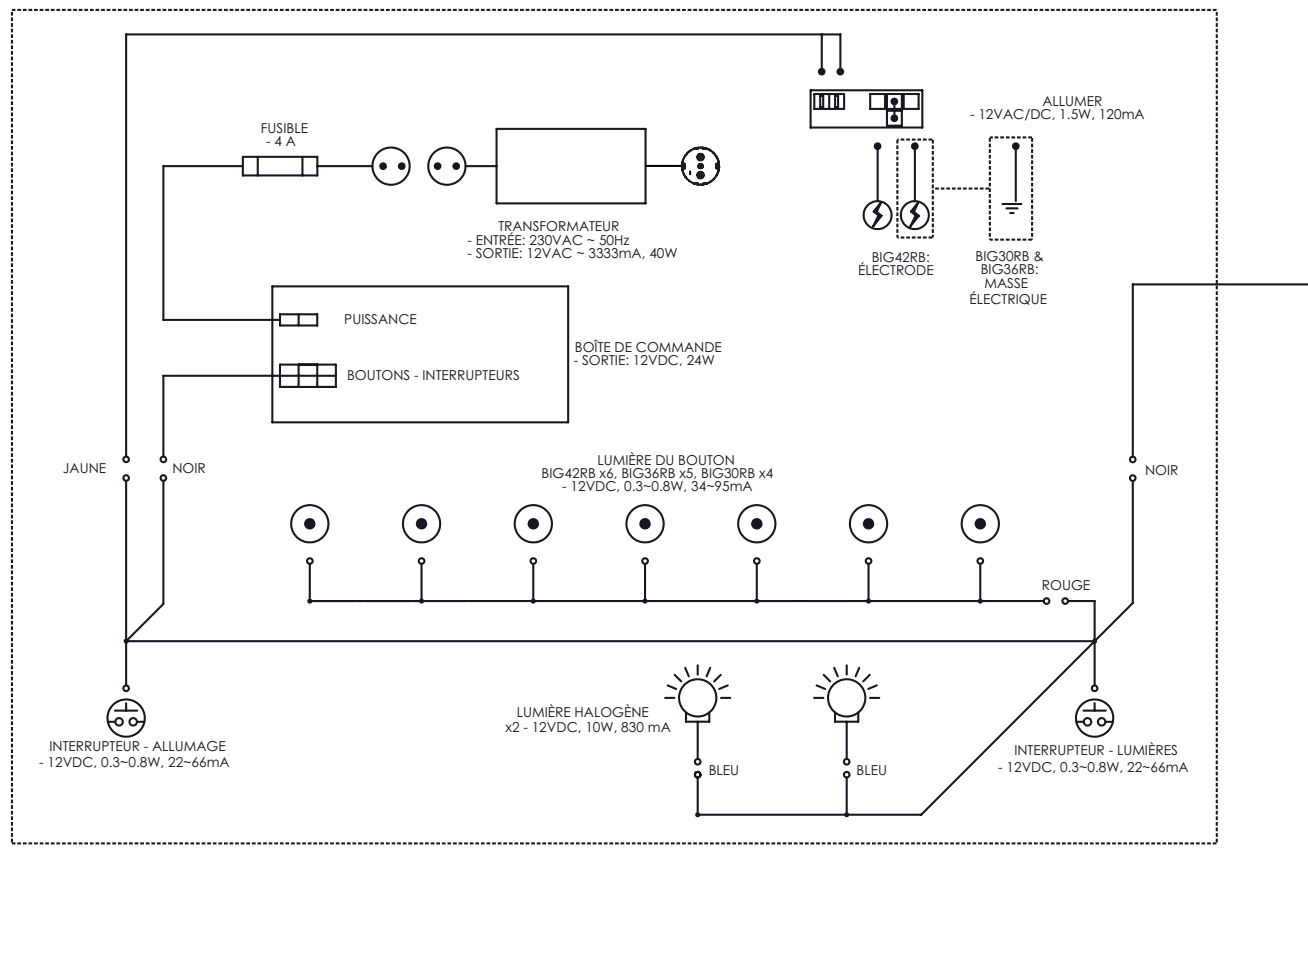 ALLUMER
- 12VAC/DC, 1.5W, 120mA
FUSIBLE
- 4 A
TRANSFORMATEUR
- ENTRÉE: 230VAC ~ 50Hz
- SORTIE: 12VAC ~ 3333mA, 40W
BIG42RB:
ÉLECTRODE
BIG30RB &
BIG36RB:
MASSE
ÉLECTRIQUE
PUISSANCE
BOÎTE DE COMMANDE
- SORTIE: 12VDC, 24W
BOUTONS - INTERRUPTEURS
JAUNE
NOIR
LUMIÈRE DU BOUTON
BIG42RB x6, BIG36RB x5, BIG30RB x4
- 12VDC, 0.3~0.8W, 34~95mA
NOIR
ROUGE
LUMIÈRE HALOGÈNE
x2 - 12VDC, 10W, 830 mA
BLEU
BLEU
INTERRUPTEUR - ALLUMAGE
- 12VDC, 0.3~0.8W, 22~66mA
INTERRUPTEUR - LUMIÈRES
- 12VDC, 0.3~0.8W, 22~66mA